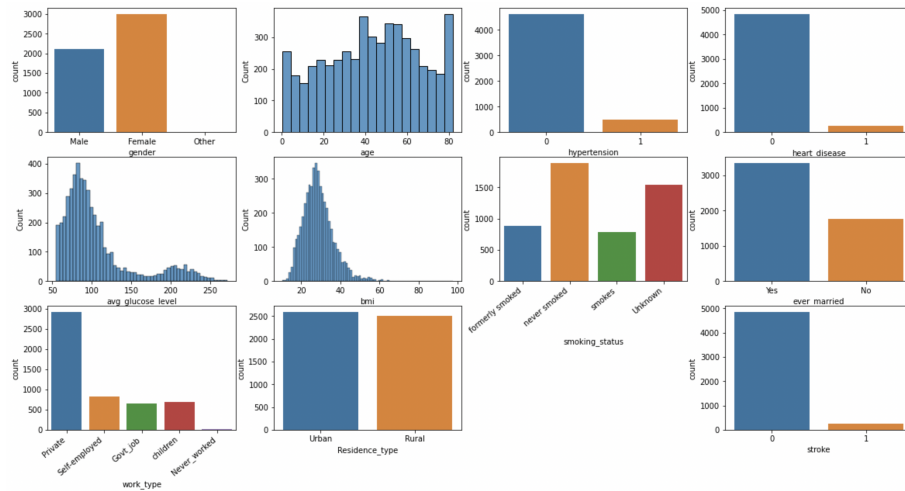 3000
2500
2000
1500
1000
500
0
count
Male Female Other
gender
300
200
100
0
Count
0 10 20 30 40 50 60 70 80
age
4000
3000
2000
1000
0
count
0 1
hypertension
5000
4000
3000
2000
1000
0
count
0 1
heart_disease
400
300
200
100
0
Count
50 100 150 200 250
avg_glucose_level
300
200
100
0
Count
20 40 60 80 100
bmi
1500
1000
500
0
count
formerly smoked never smoked smokes Unknown
smoking_status
3000
2000
1000
0
count
Yes No
ever_married
3000
2500
2000
1500
1000
500
0
count
Private Self-employed Govt_job children Never_worked
work_type
2500
2000
1500
1000
500
0
count
Urban Rural
Residence_type
5000
4000
3000
2000
1000
0
count
0 1
stroke